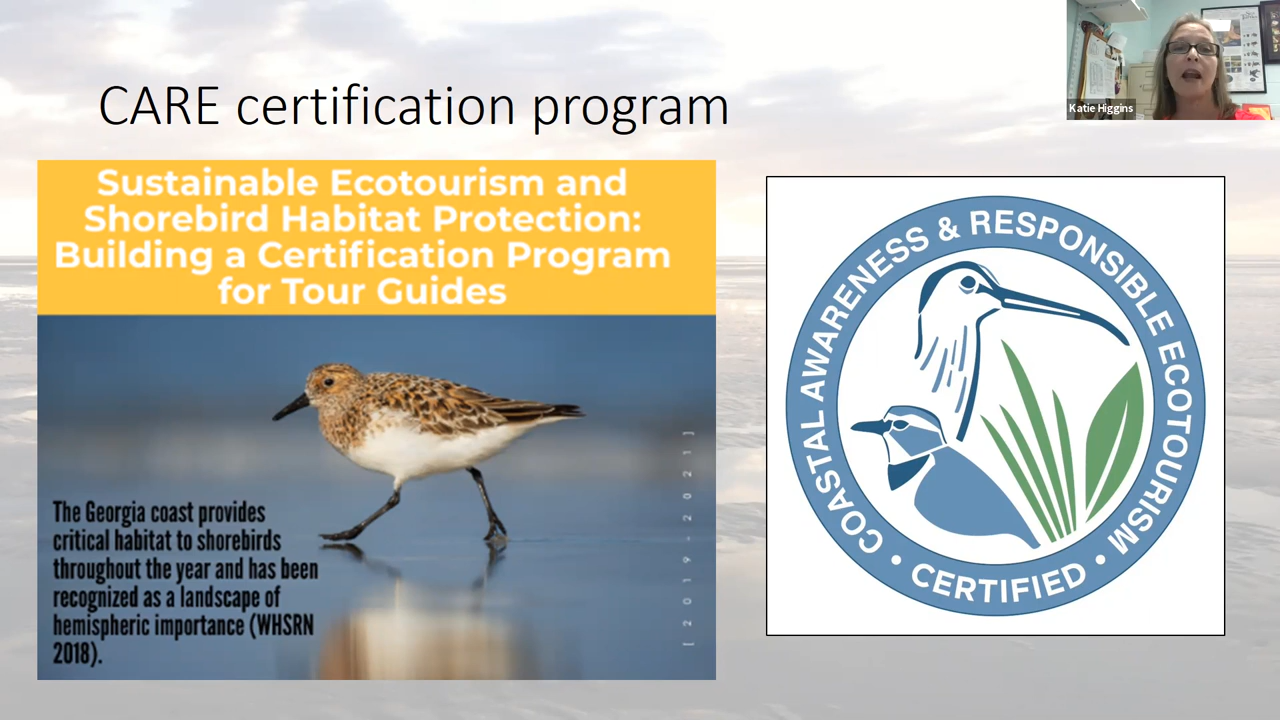 CARE certification program
Katie Higgins
Sustainable Ecotourism and
Shorebird Habitat Protection:
Building a Certification Program
for Tour Guides
The Georgia coast provides
critical habitat to shorebirds
throughout the year and has been
recognized as a landscape of
hemispheric importance (WHSRN
2018).
[ 2019-2021 ]
COASTAL AWARENESS & RESPONSIBLE ECOTOURISM
• CERTIFIED •